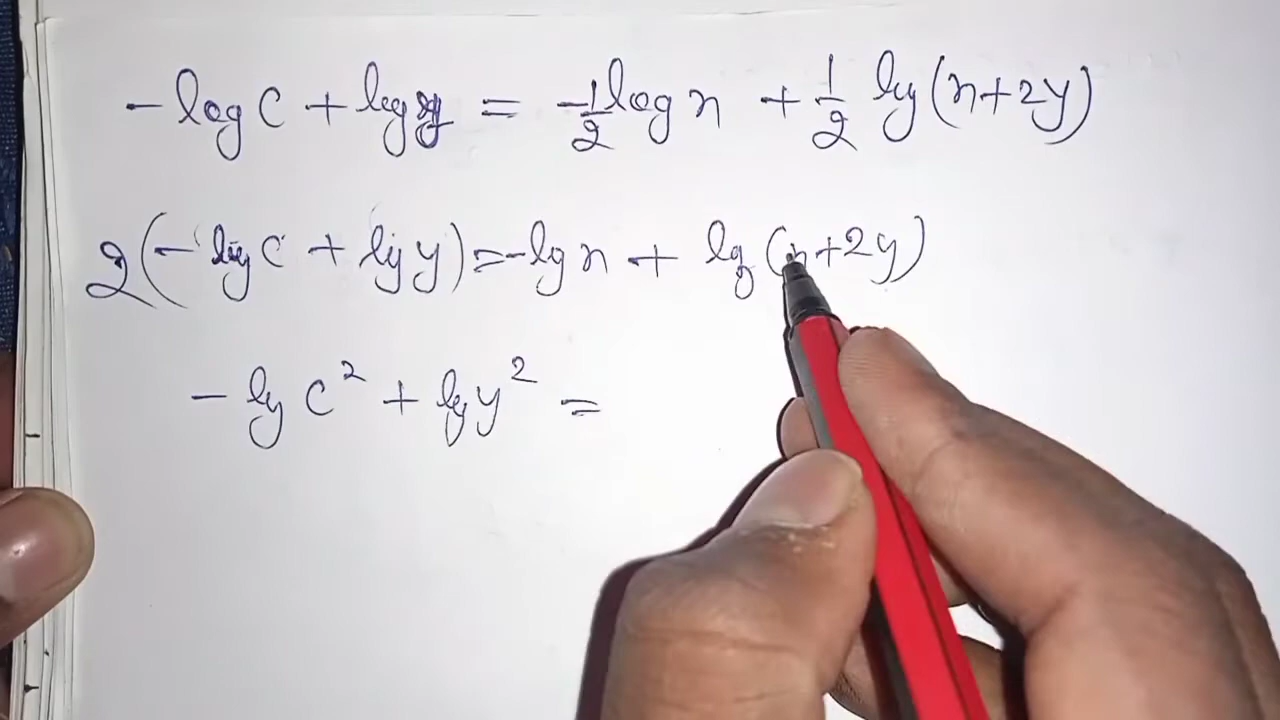 - log c + log y = -1/2 log n + 1/2 log (n+2y)
2(- log c + log y) = - log n + log (n+2y)
- log c² + log y² =